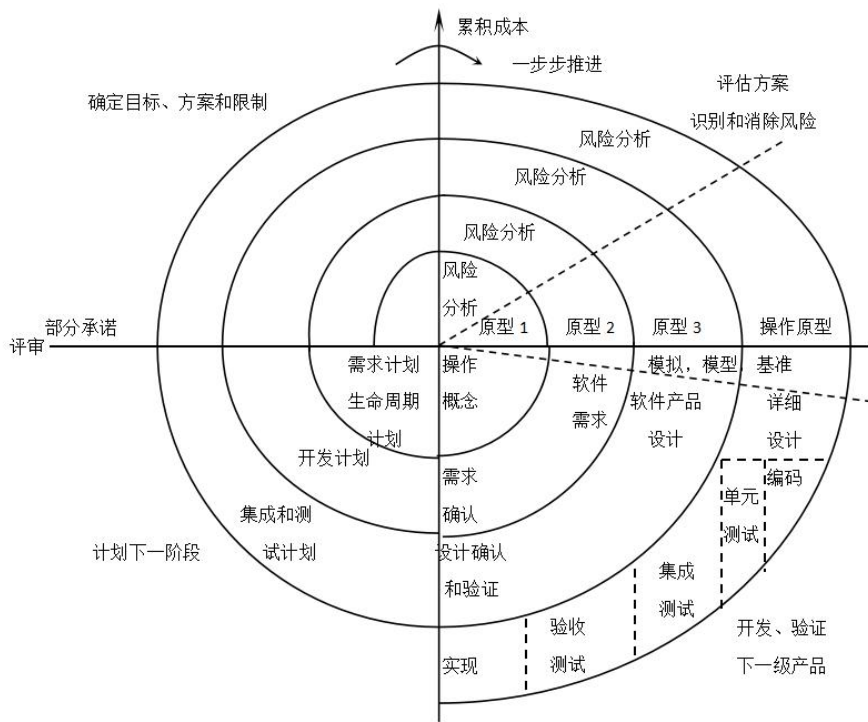 累积成本
一步步推进
确定目标、方案和限制
评估方案
识别和消除风险
风险分析
风险分析
风险分析
风险
分析
部分承诺
评审
原型 1
原型 2
原型 3
操作原型
需求计划
生命周期
计划
操作
概念
软件
需求
模拟，模型，基准
软件产品
设计
详细
设计
开发计划
需求
确认
编码
单元
测试
集成和测
试计划
计划下一阶段
设计确认
和验证
集成
测试
验收
测试
实现
开发、验证
下一级产品